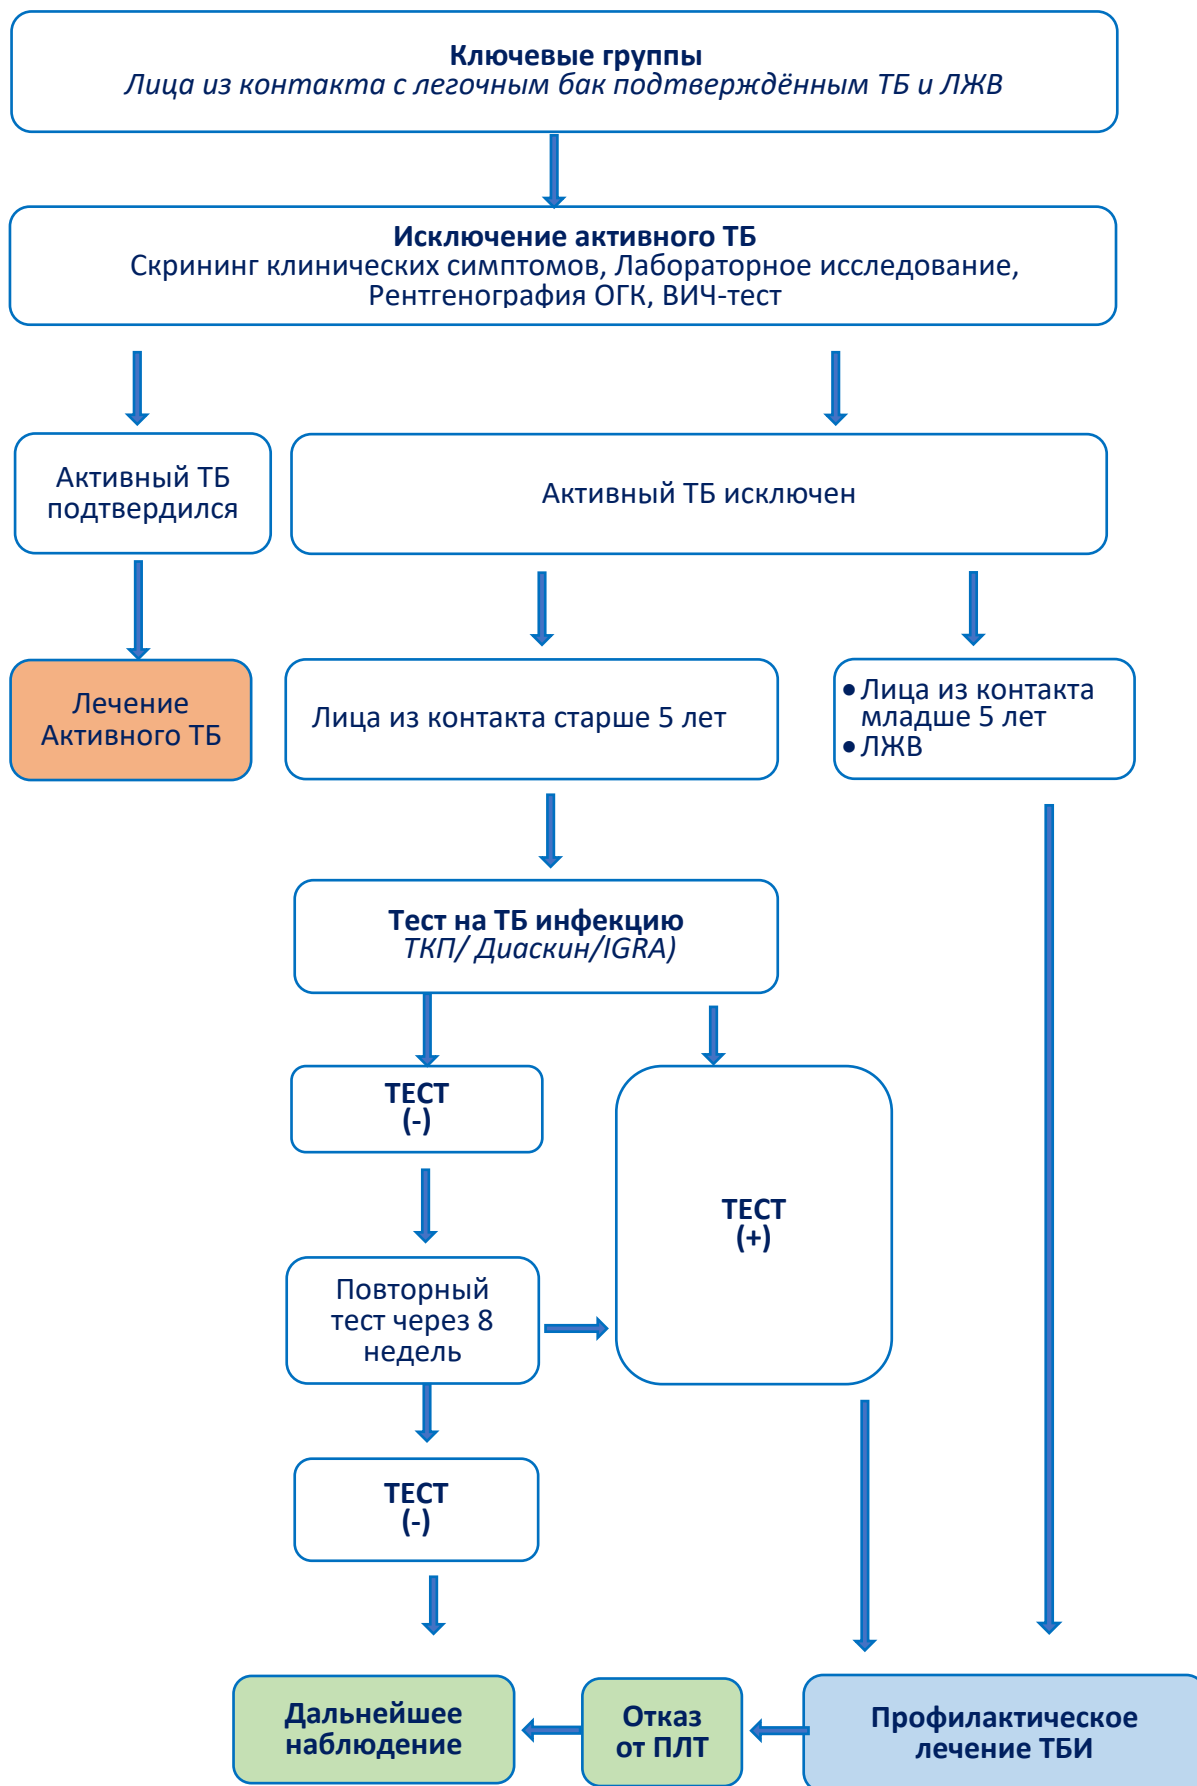 Ключевые группы
Лица из контакта с легочным бак подтверждённым ТБ и ЛЖВ
Исключение активного ТБ
Скрининг клинических симптомов, Лабораторное исследование,
Рентгенография ОГК, ВИЧ-тест
Активный ТБ
подтвердился
Активный ТБ исключен
Лечение
Активного ТБ
Лица из контакта старше 5 лет
• Лица из контакта
младше 5 лет
• ЛЖВ
Тест на ТБ инфекцию
ТКП/ Диаскин/IGRA)
ТЕСТ
(-)
ТЕСТ
(+)
Повторный
тест через 8
недель
ТЕСТ
(-)
Дальнейшее
наблюдение
Отказ
от ПЛТ
Профилактическое
лечение ТБИ